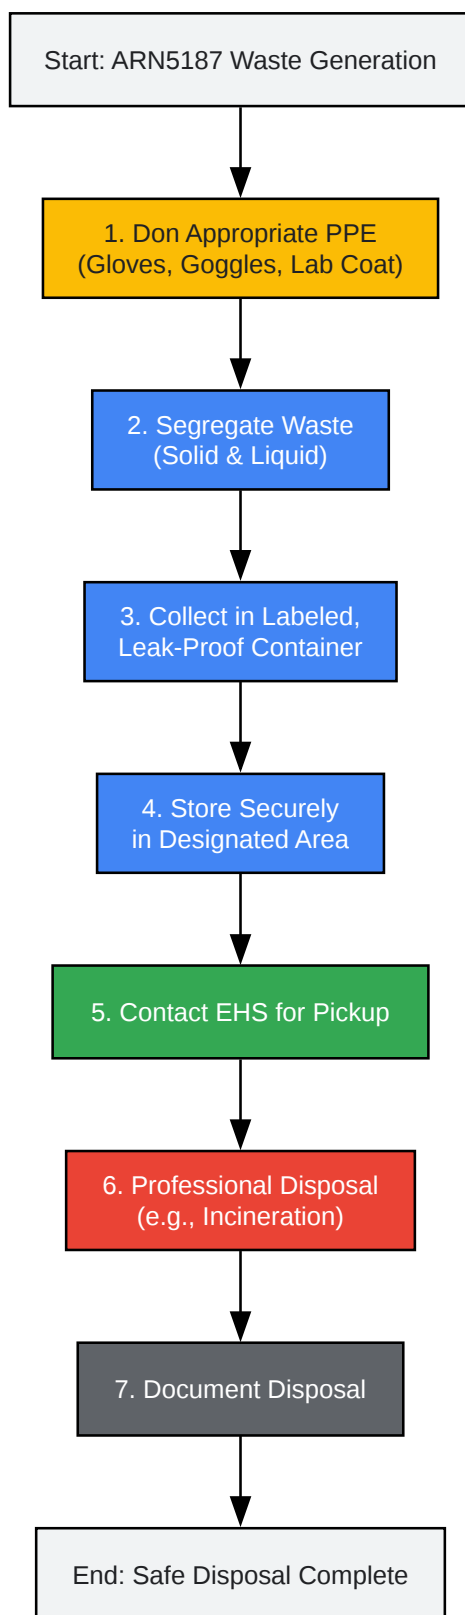 Start: ARN5187 Waste Generation
1. Don Appropriate PPE
(Gloves, Goggles, Lab Coat)
2. Segregate Waste
(Solid & Liquid)
3. Collect in Labeled,
Leak-Proof Container
4. Store Securely
in Designated Area
5. Contact EHS for Pickup
6. Professional Disposal
(e.g., Incineration)
7. Document Disposal
End: Safe Disposal Complete